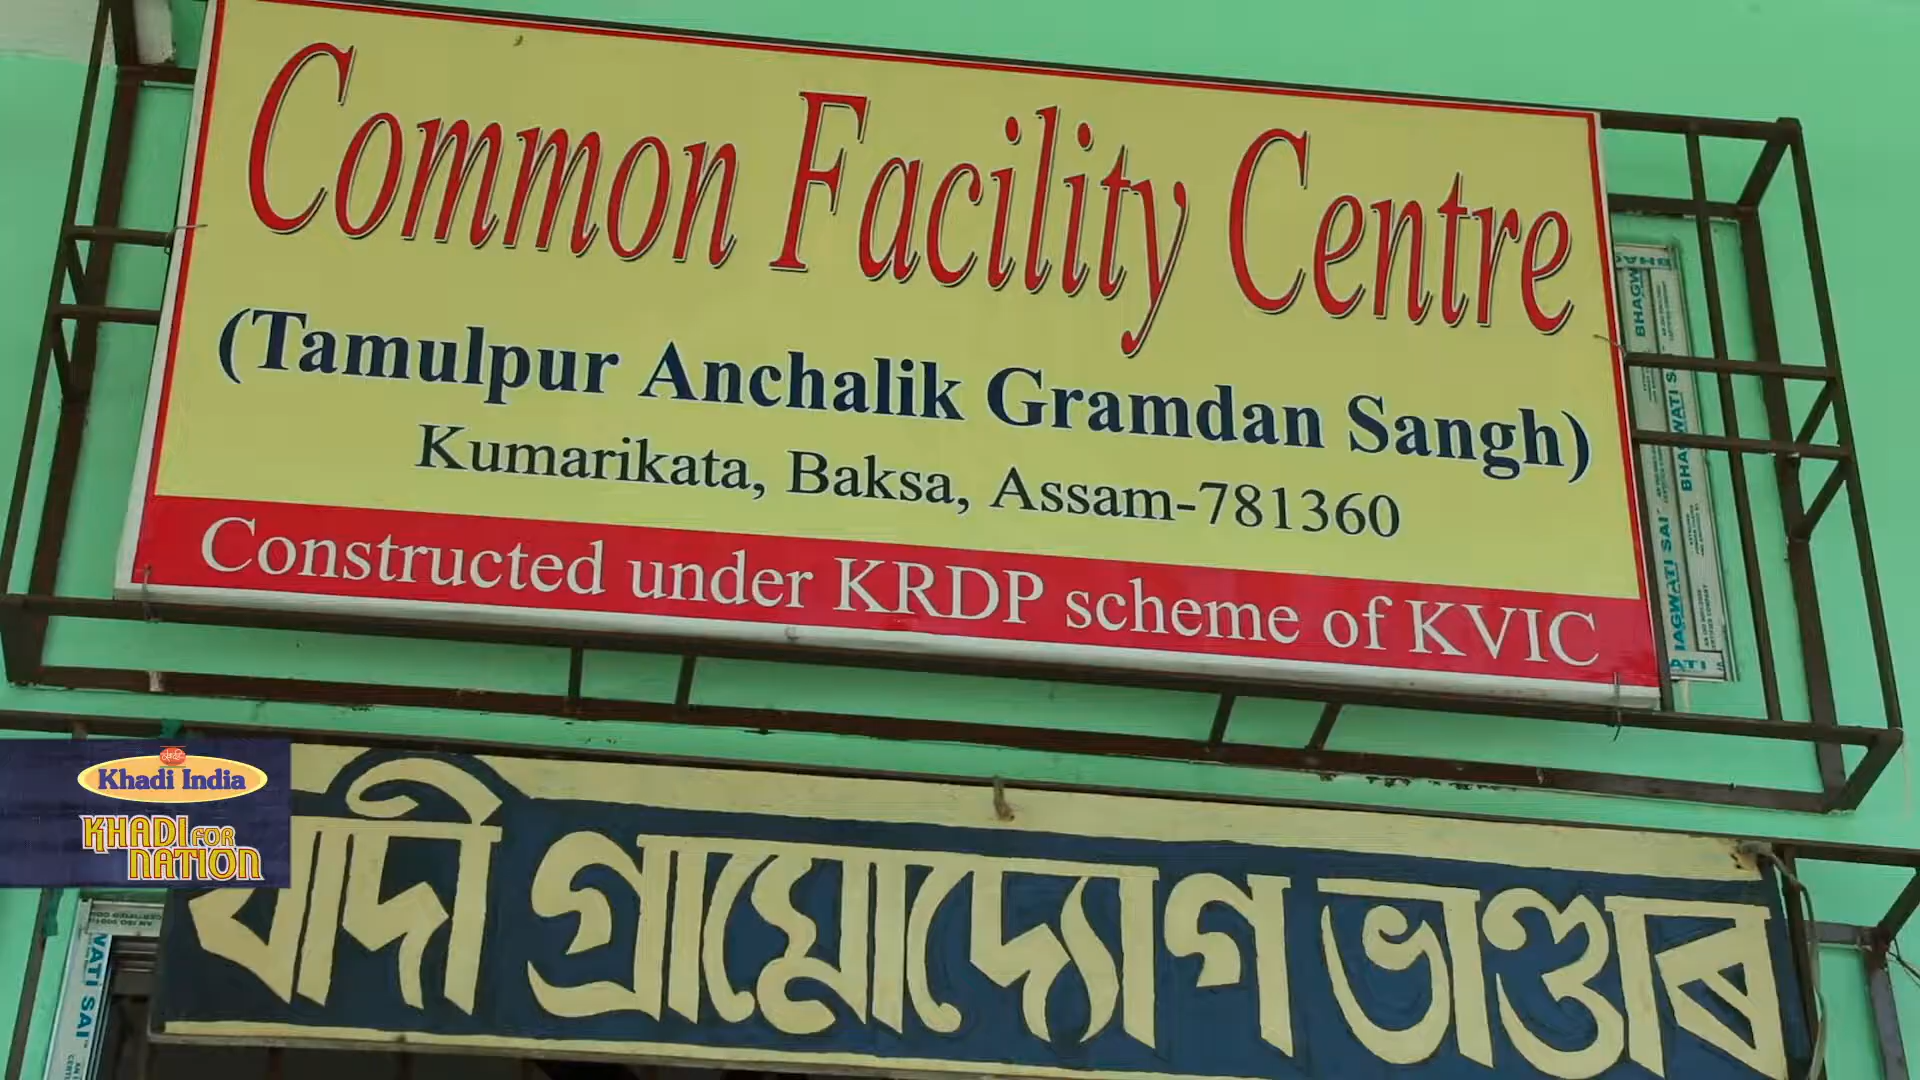 Common Facility Centre
(Tamulpur Anchalik Gramdan Sangh)
Kumarikata, Baksa, Assam-781360
Constructed under KRDP scheme of KVIC
Khadi India
KHADI FOR NATION
গ্ৰামোদ্যোগ ভাণ্ডাৰ